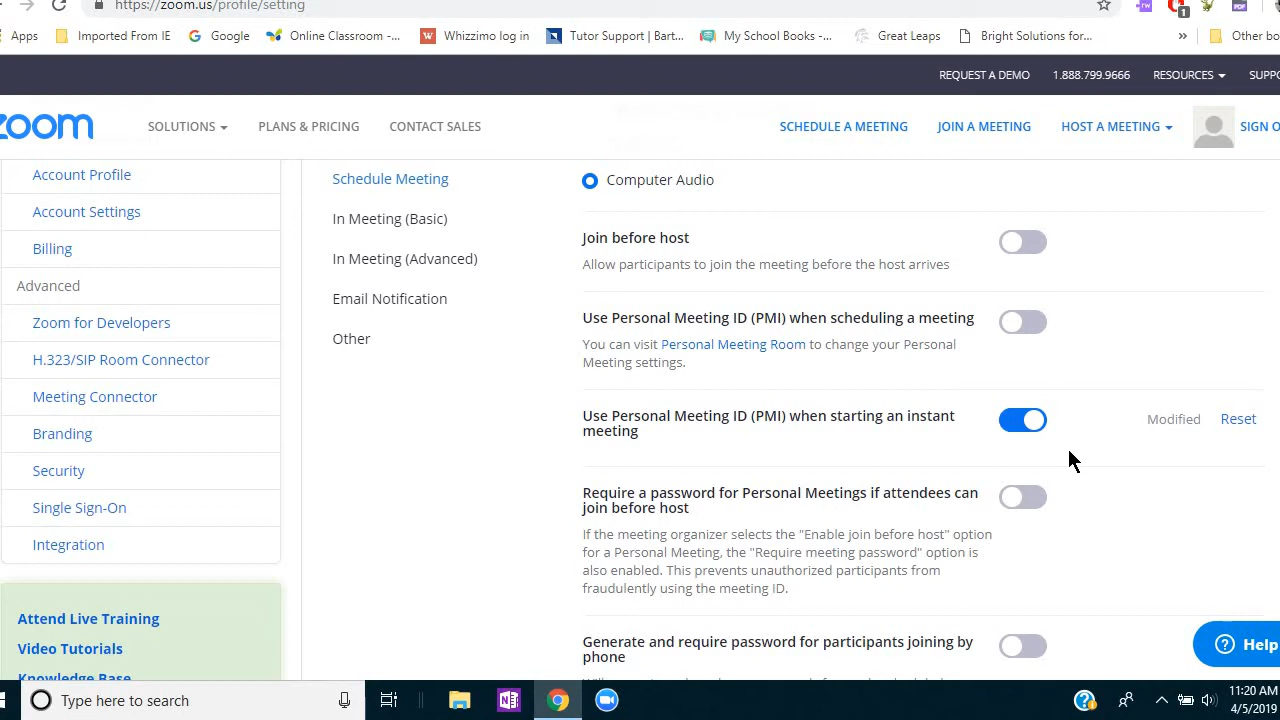 https://zoom.us/profile/setting
1
Apps Imported From IE Google Online Classroom -... Whizzimo log in Tutor Support | Bart... My School Books -... Great Leaps Bright Solutions for... » Other bo
REQUEST A DEMO 1.888.799.9666 RESOURCES SUPPO
zoom SOLUTIONS PLANS & PRICING CONTACT SALES SCHEDULE A MEETING JOIN A MEETING HOST A MEETING SIGN O
Account Profile
Account Settings
Billing
Advanced
Zoom for Developers
H.323/SIP Room Connector
Meeting Connector
Branding
Security
Single Sign-On
Integration
Attend Live Training
Video Tutorials
Knowledge Base
Schedule Meeting
In Meeting (Basic)
In Meeting (Advanced)
Email Notification
Other
Computer Audio
Join before host
Allow participants to join the meeting before the host arrives
Use Personal Meeting ID (PMI) when scheduling a meeting
You can visit Personal Meeting Room to change your Personal
Meeting settings.
Use Personal Meeting ID (PMI) when starting an instant
meeting
Modified Reset
Require a password for Personal Meetings if attendees can
join before host
If the meeting organizer selects the "Enable join before host" option
for a Personal Meeting, the "Require meeting password" option is
also enabled. This prevents unauthorized participants from
fraudulently using the meeting ID.
Generate and require password for participants joining by
phone
Help
Type here to search
11:20 AM
4/5/2019